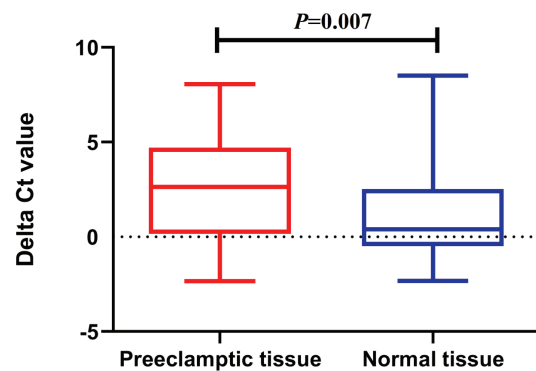 P=0.007
10
5
0
-5
Delta Ct value
Preeclamptic tissue
Normal tissue